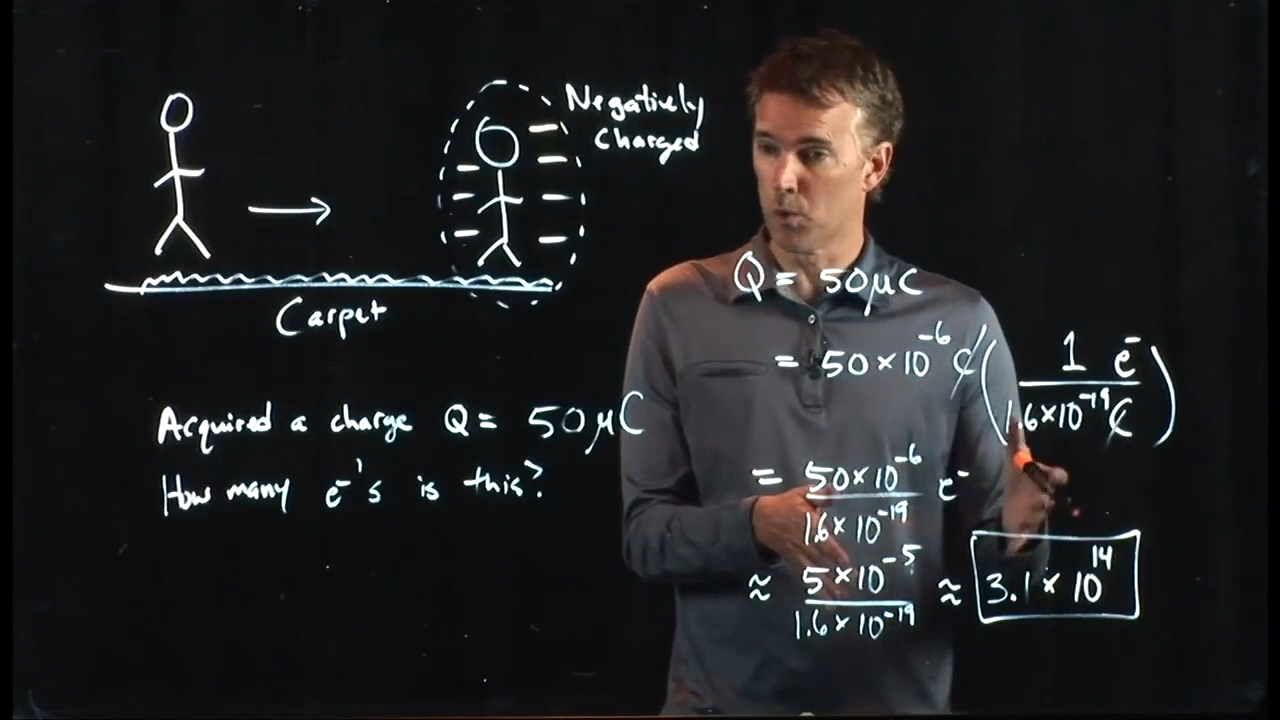 Negatively
Charged
Carpet
Acquired a charge Q = 50μC
How many e⁻'s is this?
Q = 50μC
= 50×10⁻⁶ C( 1 e⁻ / 1.6×10⁻¹⁹ C )
= 50×10⁻⁶ / 1.6×10⁻¹⁹ e⁻
≈ 5×10⁻⁵ / 1.6×10⁻¹⁹ ≈ 3.1×10¹⁴